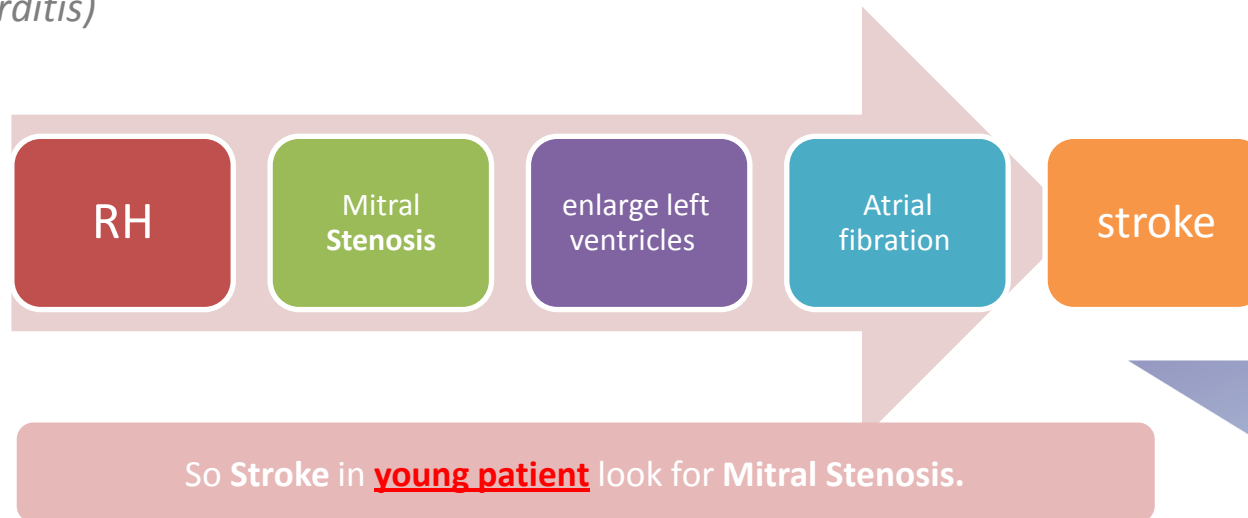 rditis)
RH
Mitral
Stenosis
enlarge left
ventricles
Atrial
fibration
stroke
So Stroke in young patient look for Mitral Stenosis.